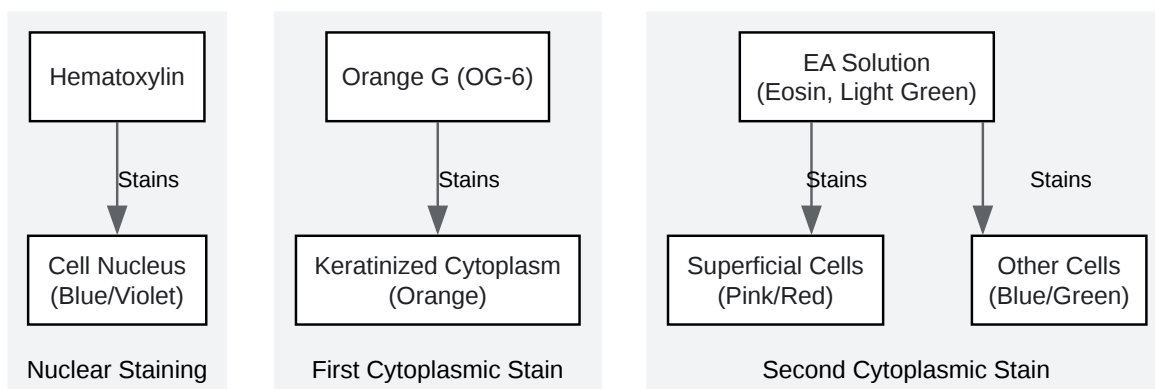 Hematoxylin
Stains
Cell Nucleus
(Blue/Violet)
Nuclear Staining
Orange G (OG-6)
Stains
Keratinized Cytoplasm
(Orange)
First Cytoplasmic Stain
EA Solution
(Eosin, Light Green)
Stains
Stains
Superficial Cells
(Pink/Red)
Other Cells
(Blue/Green)
Second Cytoplasmic Stain